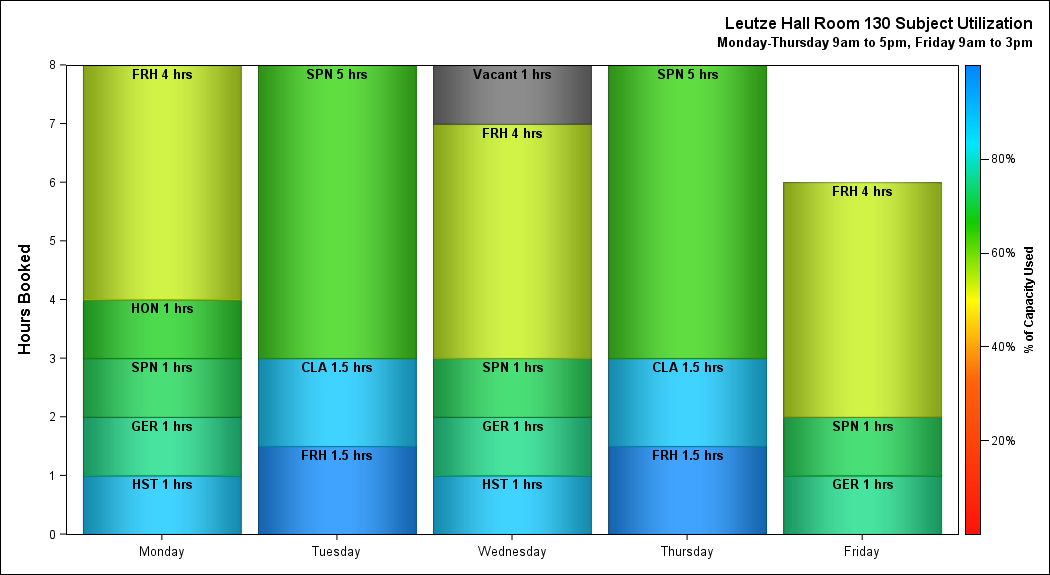 Leutze Hall Room 130 Subject Utilization
Monday-Thursday 9am to 5pm, Friday 9am to 3pm
Hours Booked
8
7
6
5
4
3
2
1
0
FRH 4 hrs
HON 1 hrs
SPN 1 hrs
GER 1 hrs
HST 1 hrs
SPN 5 hrs
CLA 1.5 hrs
FRH 1.5 hrs
Vacant 1 hrs
FRH 4 hrs
SPN 1 hrs
GER 1 hrs
HST 1 hrs
SPN 5 hrs
CLA 1.5 hrs
FRH 1.5 hrs
FRH 4 hrs
SPN 1 hrs
GER 1 hrs
Monday
Tuesday
Wednesday
Thursday
Friday
80%
60%
40%
20%
% of Capacity Used